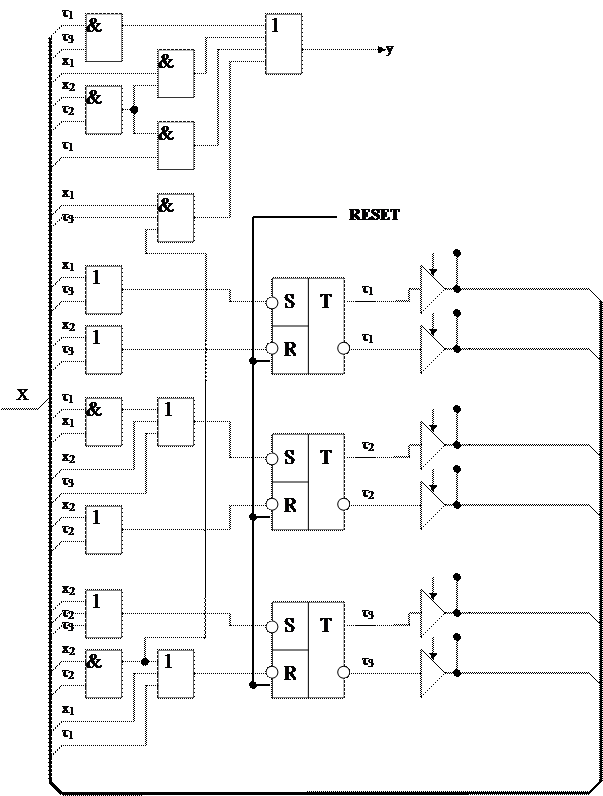 τ1
& 1
τ3
x1
& y
x2
&
τ2
&
τ1
x1
&
τ3
RESET
x1
1
τ3 S T τ1
x2
1 R τ1
τ3
X
τ1
& 1
x1 τ2
x2 S T
τ3
x2 R τ2
1
τ2
x2
1
τ2
τ3 S T τ3
x2
& 1 R τ3
τ2
x1
τ1